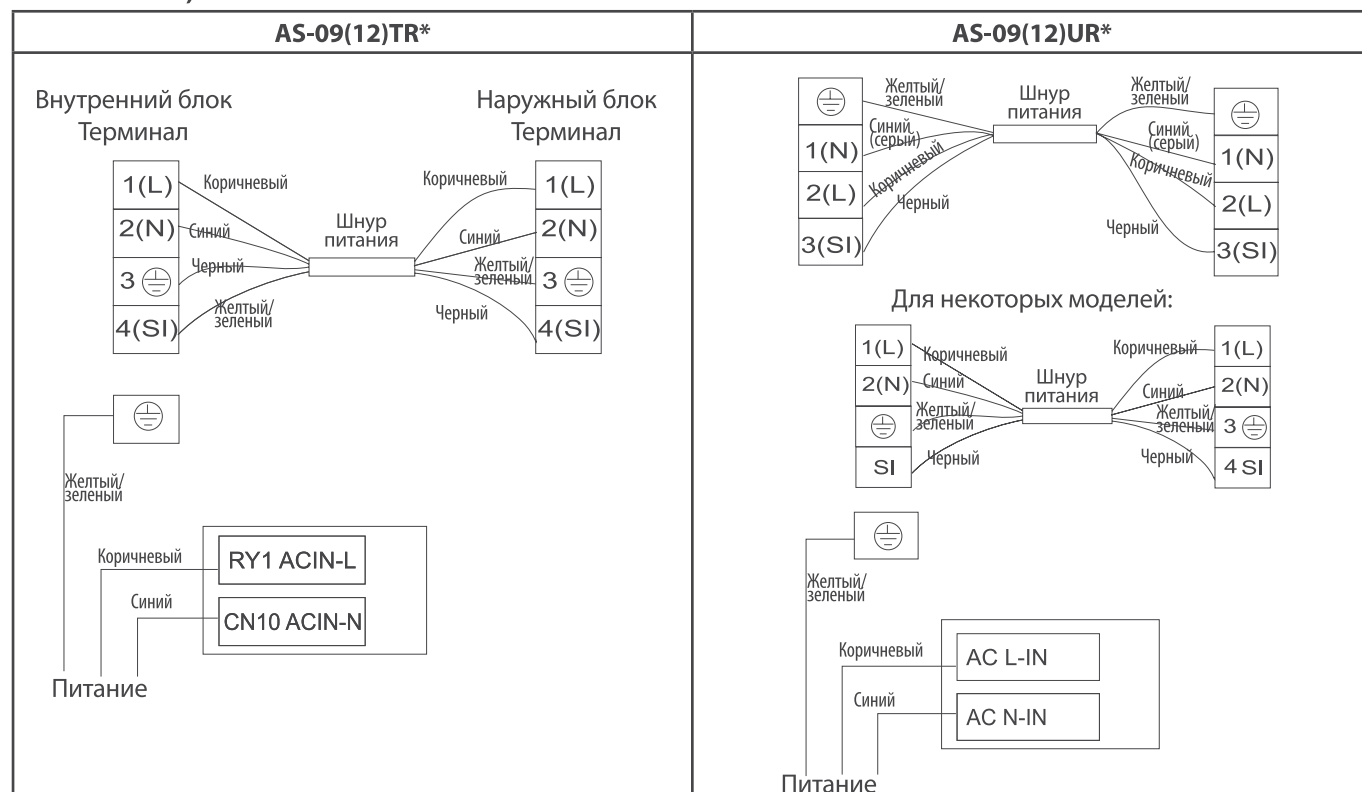 AS-09(12)TR*
Внутренний блок
Терминал
Наружный блок
Терминал
1(L)
2(N)
3
4(SI)
Коричневый
Синий
Черный
Желтый/
зеленый
Шнур
питания
Коричневый
Синий
Желтый/
зеленый
Черный
1(L)
2(N)
3
4(SI)
Желтый/
зеленый
Коричневый
Синий
RY1 ACIN-L
CN10 ACIN-N
Питание
AS-09(12)UR*
1(N)
2(L)
3(SI)
Желтый/
зеленый
Синий
(серый)
Коричневый
Черный
Шнур
питания
Желтый/
зеленый
Синий
(серый)
Коричневый
Черный
1(N)
2(L)
3(SI)
Для некоторых моделей:
1(L)
2(N)
SI
Коричневый
Синий
Желтый/
зеленый
Черный
Шнур
питания
Коричневый
Синий
Желтый/
зеленый
Черный
1(L)
2(N)
3
4 SI
Желтый/
зеленый
Коричневый
Синий
AC L-IN
AC N-IN
Питание